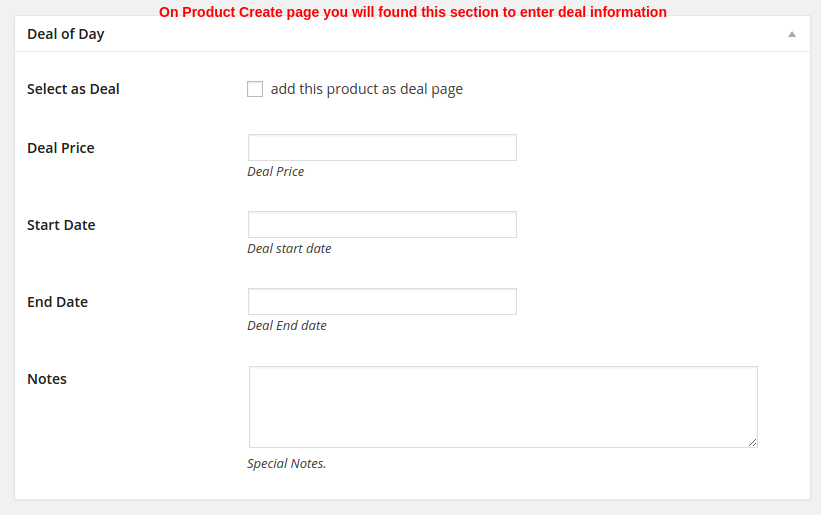 On Product Create page you will found this section to enter deal information
Deal of Day
Select as Deal add this product as deal page
Deal Price
Deal Price
Start Date
Deal start date
End Date
Deal End date
Notes
Special Notes.